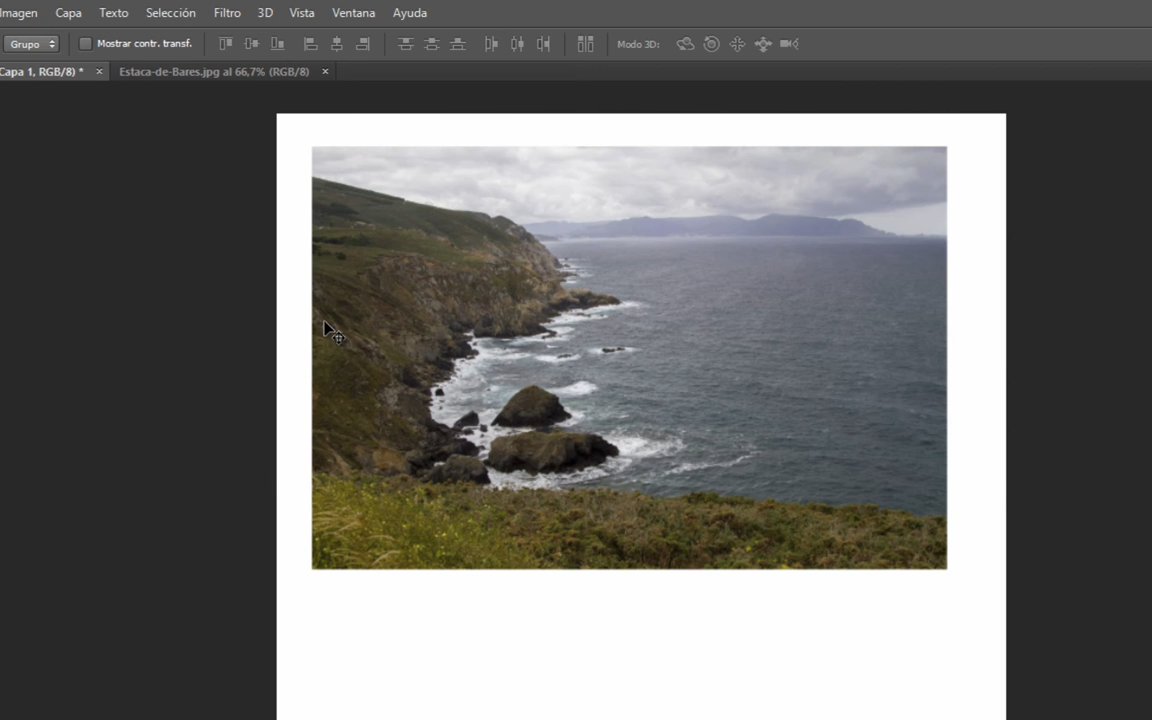 Imagen Capa Texto Selección Filtro 3D Vista Ventana Ayuda
Grupo Mostrar contr. transf. Modo 3D:
Capa 1, RGB/8) * × Estaca-de-Bares.jpg al 66,7% (RGB/8) ×